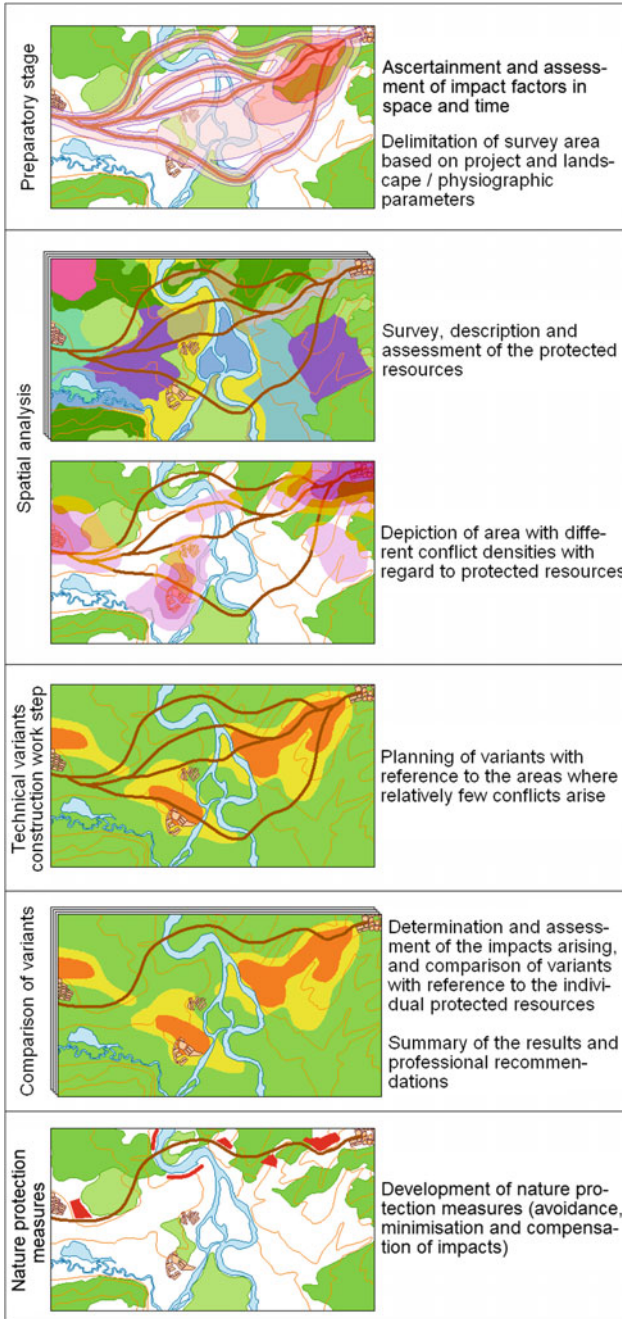 Preparatory stage
Ascertainment and assess-
ment of impact factors in
space and time
Delimitation of survey area
based on project and lands-
cape / physiographic
parameters
Spatial analysis
Survey, description and
assessment of the protected
resources
Depiction of area with diffe-
rent conflict densities with
regard to protected resources
Technical variants
construction work step
Planning of variants with
reference to the areas where
relatively few conflicts arise
Comparison of variants
Determination and assess-
ment of the impacts arising,
and comparison of variants
with reference to the individ-
idual protected resources
Summary of the results and
professional recommen-
dations
Nature protection
measures
Development of nature pro-
tection measures (avoidance,
minimisation and compensa-
tion of impacts)